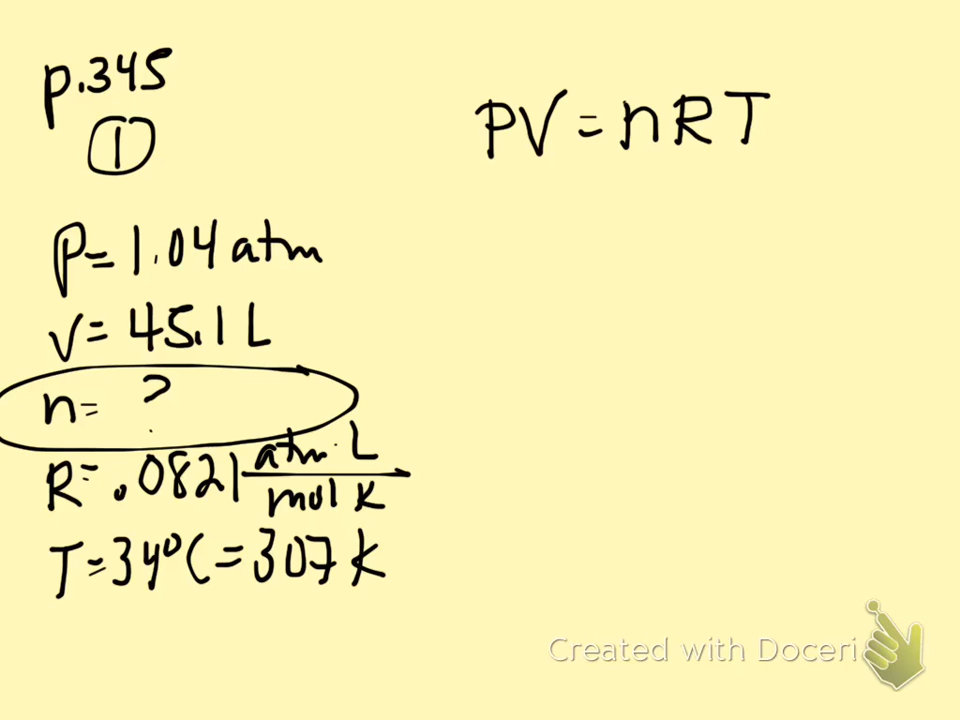 p.345
1
PV = nRT
P= 1.04 atm
V= 45.1 L
n= ?
R= .0821 atm·L
mol K
T=34°C=307 K
Created with Doceri